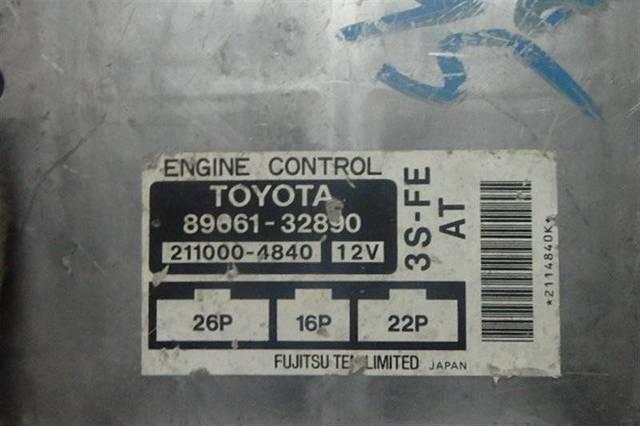 ENGINE CONTROL
TOYOTA
89661-32890
211000-4840 12V
3S-FE
AT
26P 16P 22P
FUJITSU TEN LIMITED JAPAN
*2114840K*